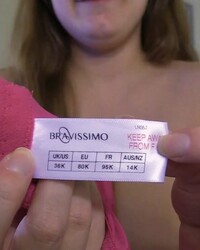 BRAVISSIMO
KEEP AWAY
FROM F
UK/US EU FR AUS/NZ
36K 80K 95K 14K